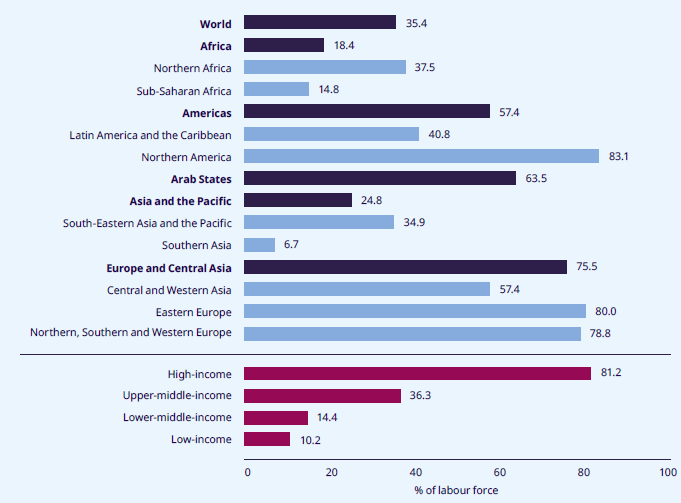 World 35.4
Africa 18.4
Northern Africa 37.5
Sub-Saharan Africa 14.8
Americas 57.4
Latin America and the Caribbean 40.8
Northern America 83.1
Arab States 63.5
Asia and the Pacific 24.8
South-Eastern Asia and the Pacific 34.9
Southern Asia 6.7
Europe and Central Asia 75.5
Central and Western Asia 57.4
Eastern Europe 80.0
Northern, Southern and Western Europe 78.8
High-income 81.2
Upper-middle-income 36.3
Lower-middle-income 14.4
Low-income 10.2
0 20 40 60 80 100
% of labour force